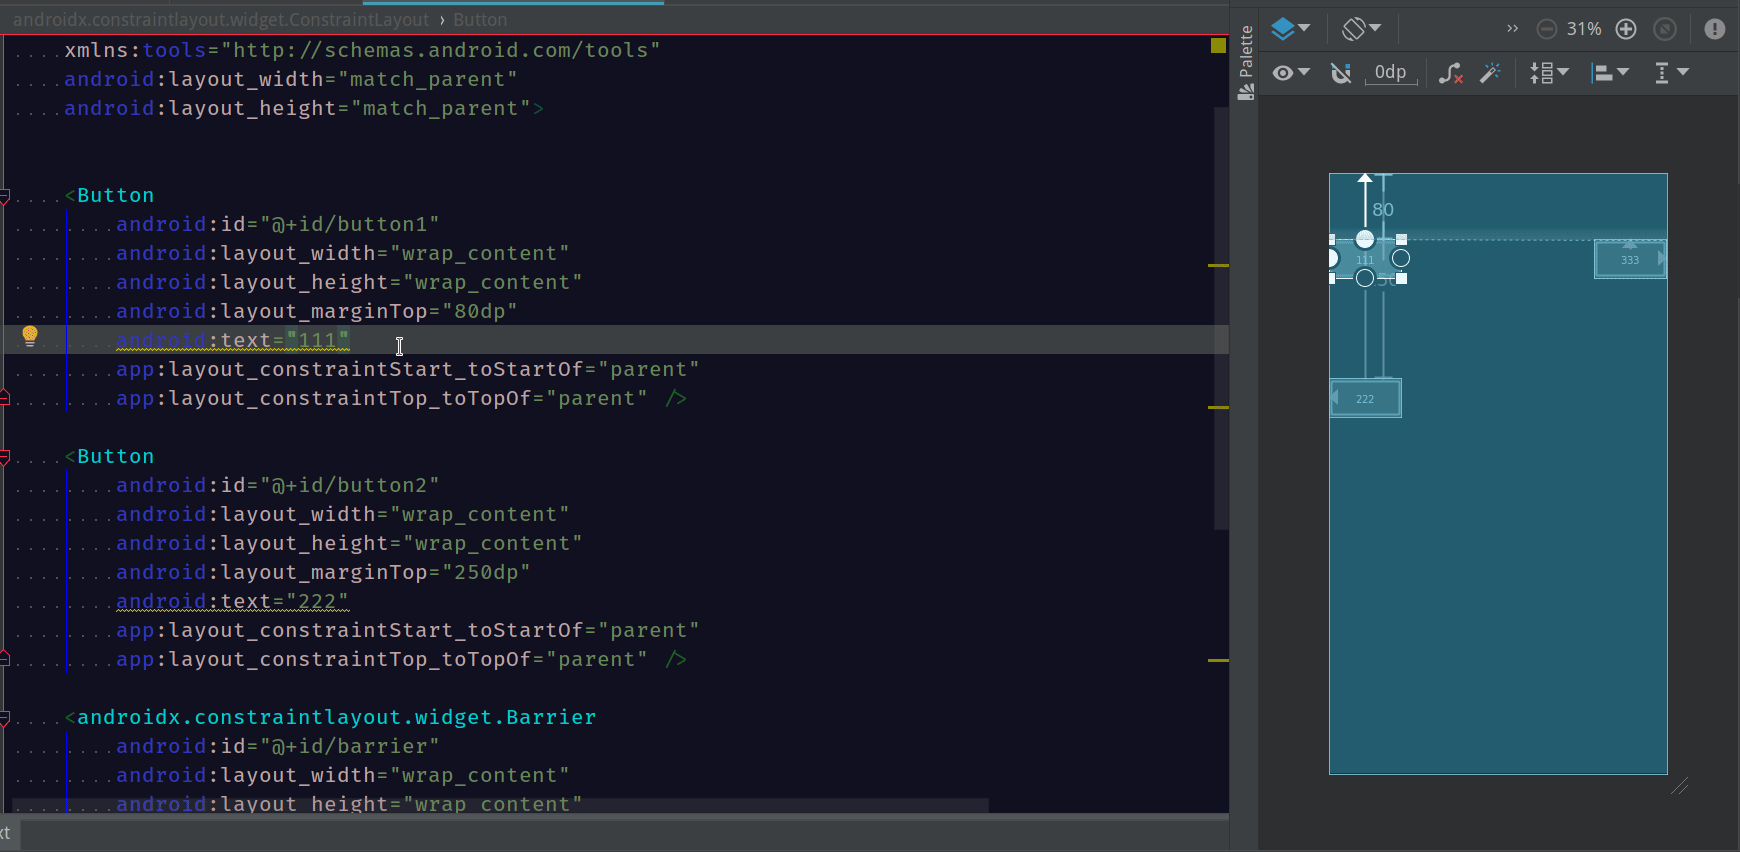 androidx.constraintlayout.widget.ConstraintLayout › Button
xmlns:tools="http://schemas.android.com/tools"
android:layout_width="match_parent"
android:layout_height="match_parent">
<Button
android:id="@+id/button1"
android:layout_width="wrap_content"
android:layout_height="wrap_content"
android:layout_marginTop="80dp"
android:text="111"
app:layout_constraintStart_toStartOf="parent"
app:layout_constraintTop_toTopOf="parent" />
<Button
android:id="@+id/button2"
android:layout_width="wrap_content"
android:layout_height="wrap_content"
android:layout_marginTop="250dp"
android:text="222"
app:layout_constraintStart_toStartOf="parent"
app:layout_constraintTop_toTopOf="parent" />
<androidx.constraintlayout.widget.Barrier
android:id="@+id/barrier"
android:layout_width="wrap_content"
android:layout_height="wrap_content"
xt
Palette
31%
0dp
80
111
333
222